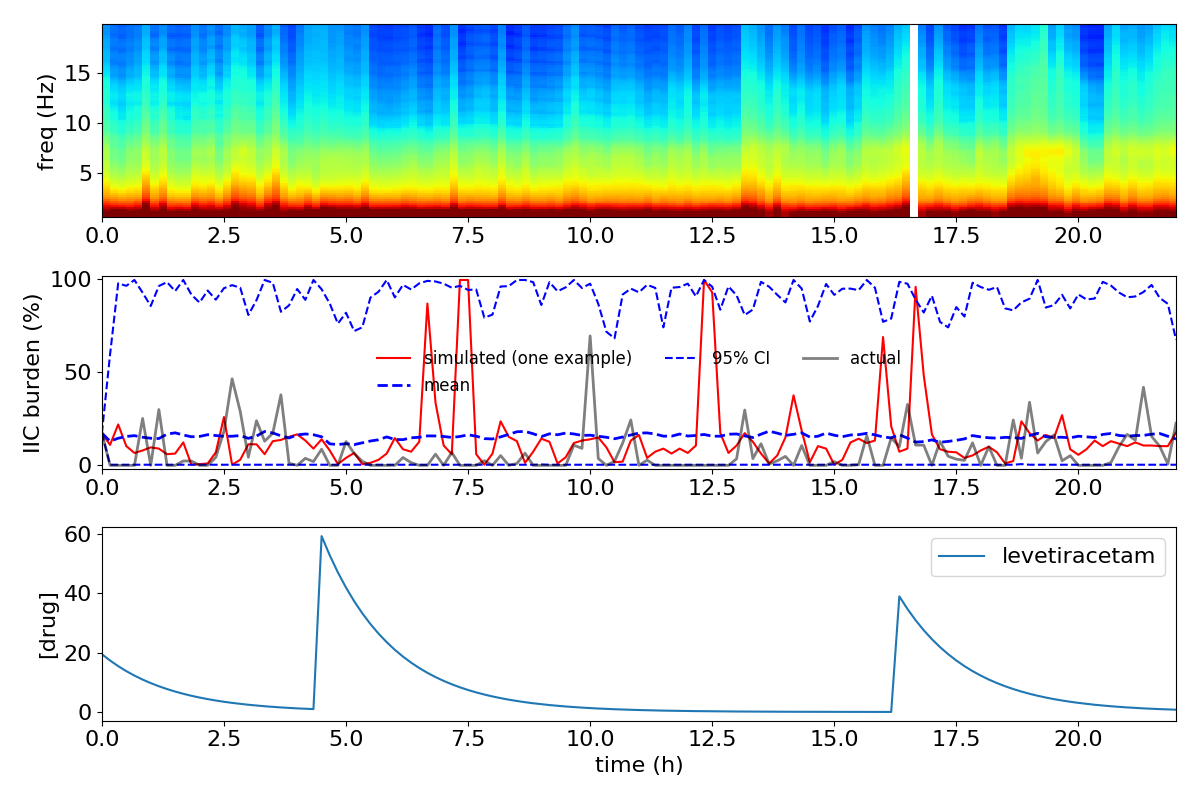 freq (Hz)
15
10
5
0.0 2.5 5.0 7.5 10.0 12.5 15.0 17.5 20.0
IIC burden (%)
100
50
0
simulated (one example) 95% CI actual
mean
0.0 2.5 5.0 7.5 10.0 12.5 15.0 17.5 20.0
[drug]
60
40
20
0
levetiracetam
0.0 2.5 5.0 7.5 10.0 12.5 15.0 17.5 20.0
time (h)